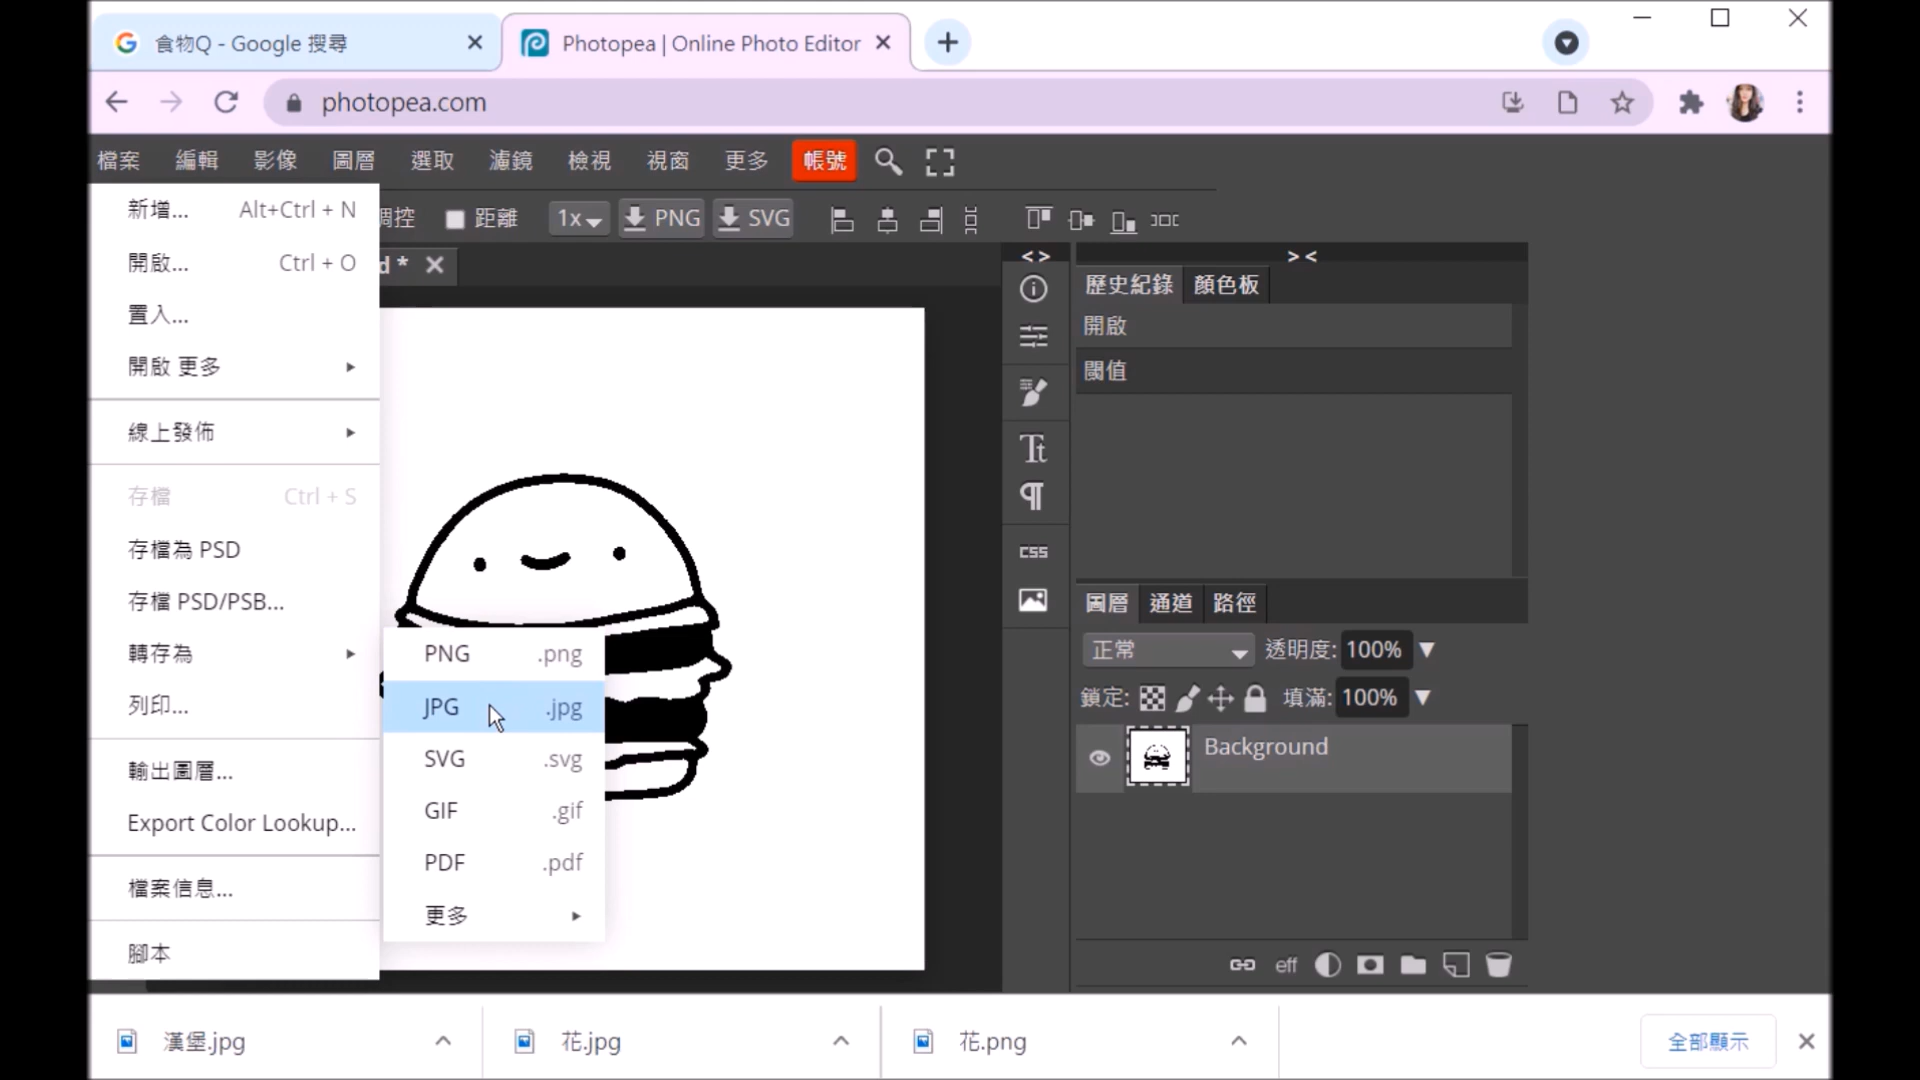 食物Q - Google 搜尋
Photopea | Online Photo Editor
photopea.com
檔案 編輯 影像 圖層 選取 濾鏡 檢視 視窗 更多 帳號
新增... Alt+Ctrl + N
調控 距離 1x PNG SVG
開啟... Ctrl + O
d *
置入...
開啟 更多
線上發佈
存檔 Ctrl + S
存檔為 PSD
存檔 PSD/PSB...
轉存為
列印...
輸出圖層...
Export Color Lookup...
檔案信息...
腳本
PNG .png
JPG .jpg
SVG .svg
GIF .gif
PDF .pdf
更多
< >
Tt
¶
CSS
> <
歷史紀錄 顏色板
開啟
閾值
圖層 通道 路徑
正常 透明度: 100%
鎖定: 填滿: 100%
Background
eff
漢堡.jpg
花.jpg
花.png
全部顯示